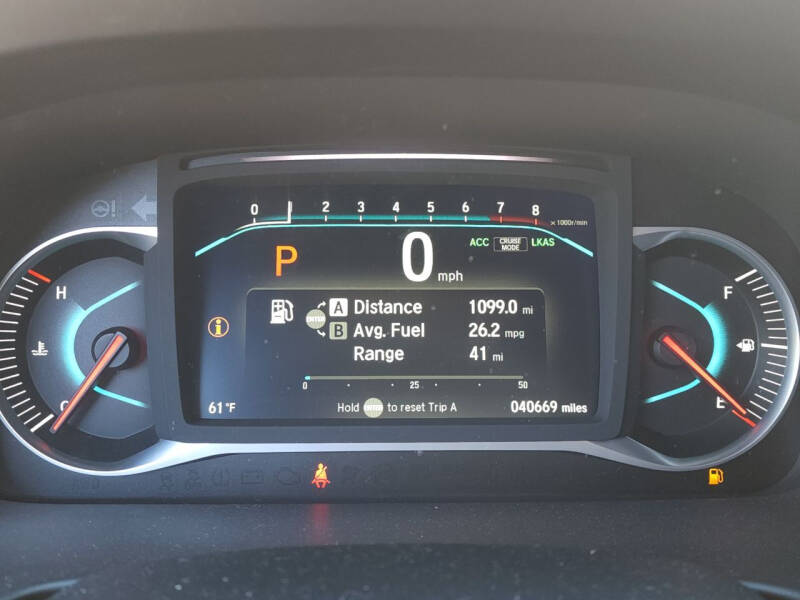 0 2 3 4 5 6 7 8 x 1000r/min
P 0 mph ACC CRUISE MODE LKAS
H
F
A Distance 1099.0 mi
ENTER
B Avg. Fuel 26.2 mpg
Range 41 mi
i
0 25 50
C
E
61°F Hold ENTER to reset Trip A 040669 miles